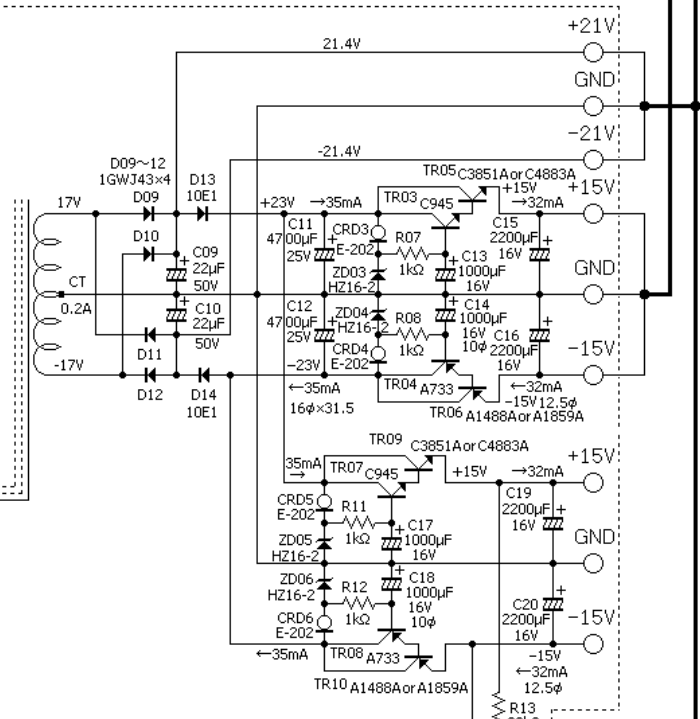 +21V
21.4V
GND
-21.4V
−21V
D09～12
1GWJ43×4
D09
D13
10E1
TR05 C3851A or C4883A
+15V
+15V
17V
+23V
→35mA
TR03
C945
→32mA
D10
C11
4700μF
25V
CRD3
E-202
R07
1kΩ
C15
2200μF
16V
C09
22μF
50V
ZD03
HZ16-2
C13
1000μF
16V
GND
CT
0.2A
C10
22μF
50V
C12
4700μF
25V
ZD04
HZ16-2
R08
1kΩ
C14
1000μF
16V
10φ
C16
2200μF
16V
D11
CRD4
E-202
−15V
-17V
−23V
D12
D14
10E1
←35mA
16φ×31.5
TR04
A733
←32mA
−15V 12.5φ
TR06 A1488A or A1859A
TR09
C3851A or C4883A
+15V
35mA
→
TR07
C945
+15V
→32mA
CRD5
E-202
R11
1kΩ
C19
2200μF
16V
C17
1000μF
16V
ZD05
HZ16-2
GND
ZD06
HZ16-2
R12
1kΩ
C18
1000μF
16V
10φ
C20
2200μF
16V
CRD6
E-202
−15V
←35mA
TR08
A733
−15V
←32mA
12.5φ
TR10 A1488A or A1859A
R13